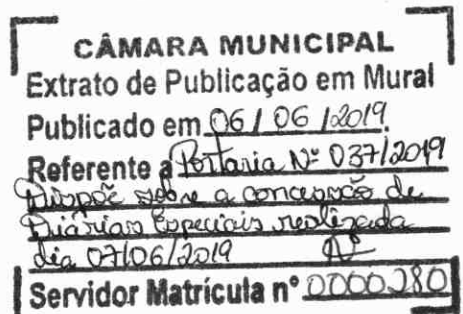 CÂMARA MUNICIPAL
Extrato de Publicação em Mural
Publicado em 06/06/2019.
Referente a Portaria Nº 037/2019
Dispõe sobre a concessão de
Diárias Especiais realizada
dia 07/06/2019
Servidor Matrícula nº 0000280